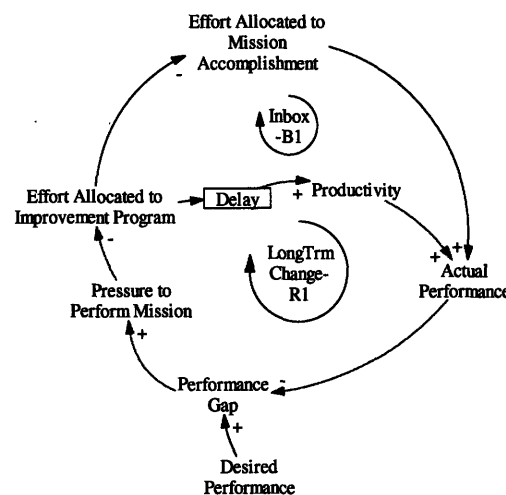 Effort Allocated to
Mission
Accomplishment
-
Inbox
-B1
Effort Allocated to
Improvement Program
Delay
+
Productivity
-
LongTrm
Change-
R1
+
+
Actual
Performance
Pressure to
Perform Mission
+
Performance
Gap
-
+
Desired
Performance